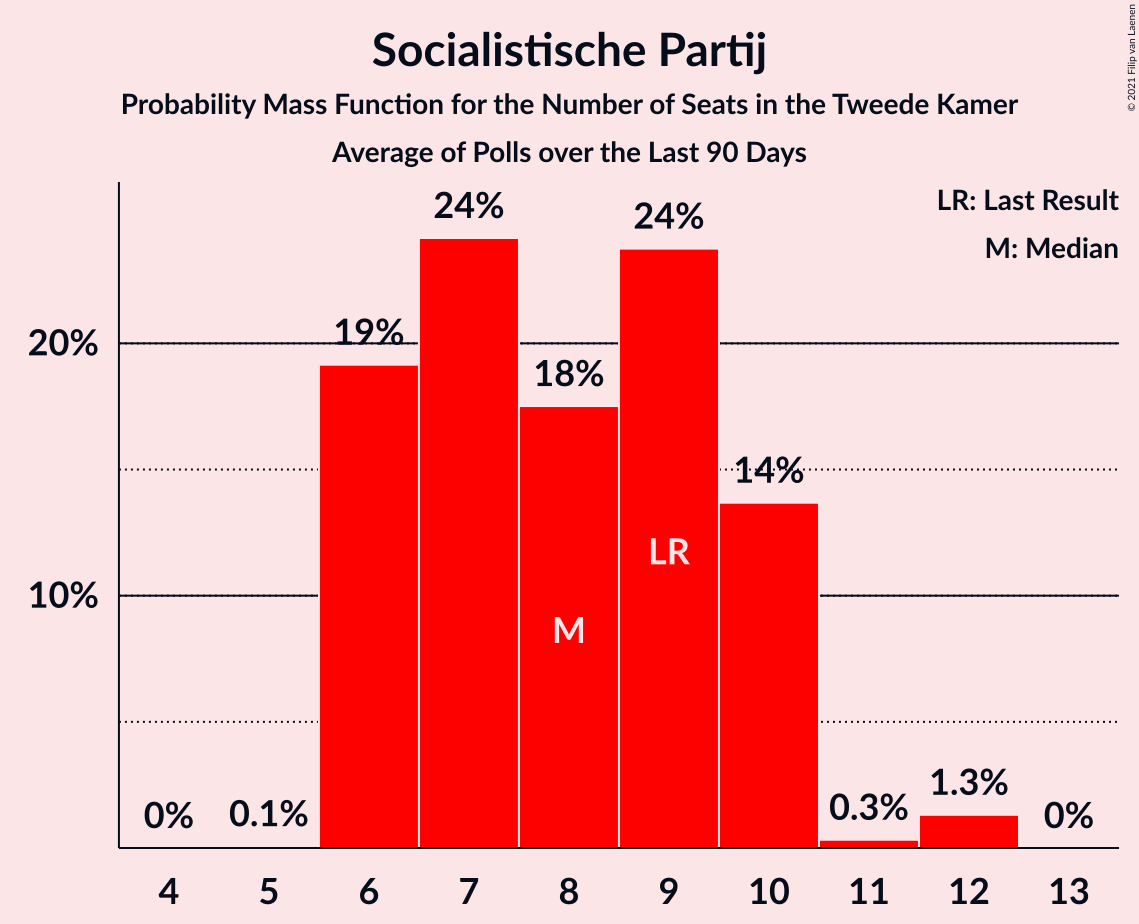 Socialistische Partij
Probability Mass Function for the Number of Seats in the Tweede Kamer
Average of Polls over the Last 90 Days
© 2021 Filip van Laenen
LR: Last Result
M: Median
20%
10%
0%
0.1%
19%
24%
18%
24%
14%
0.3%
1.3%
0%
M
LR
4 5 6 7 8 9 10 11 12 13